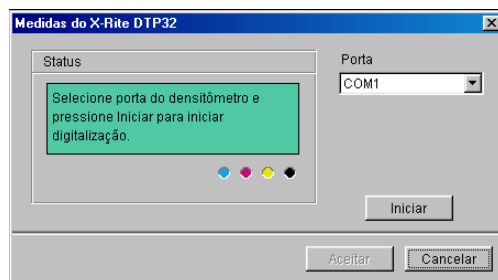 Medidas do X-Rite DTP32
Status
Selecione porta do densitômetro e
pressione Iniciar para iniciar
digitalização.
Porta
COM1
Iniciar
Aceitar
Cancelar